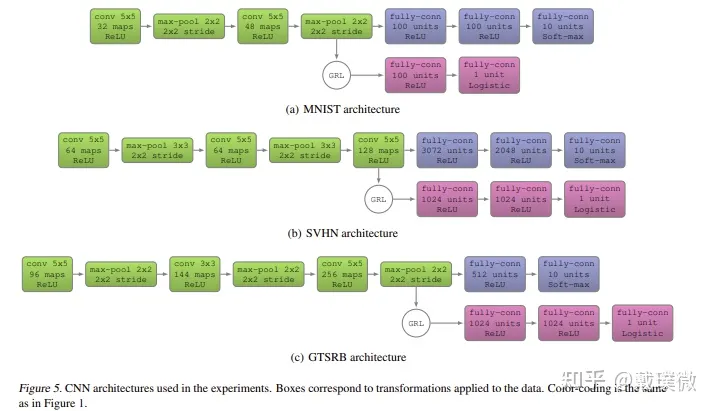 conv 5x5 32 maps ReLU
max-pool 2x2 2x2 stride
conv 5x5 48 maps ReLU
max-pool 2x2 2x2 stride
fully-conn 100 units ReLU
fully-conn 100 units ReLU
fully-conn 10 units Soft-max
GRL
fully-conn 100 units ReLU
fully-conn 1 unit Logistic
(a) MNIST architecture
conv 5x5 64 maps ReLU
max-pool 3x3 2x2 stride
conv 5x5 64 maps ReLU
max-pool 3x3 2x2 stride
conv 5x5 128 maps ReLU
fully-conn 3072 units ReLU
fully-conn 2048 units ReLU
fully-conn 10 units Soft-max
GRL
fully-conn 1024 units ReLU
fully-conn 1024 units ReLU
fully-conn 1 unit Logistic
(b) SVHN architecture
conv 5x5 96 maps ReLU
max-pool 2x2 2x2 stride
conv 3x3 144 maps ReLU
max-pool 2x2 2x2 stride
conv 5x5 256 maps ReLU
max-pool 2x2 2x2 stride
fully-conn 512 units ReLU
fully-conn 10 units Soft-max
GRL
fully-conn 1024 units ReLU
fully-conn 1024 units ReLU
fully-conn 1 unit Logistic
(c) GTSRB architecture
知乎 @戴璞微
Figure 5. CNN architectures used in the experiments. Boxes correspond to transformations applied to the data. Color-coding is the same
as in Figure 1.